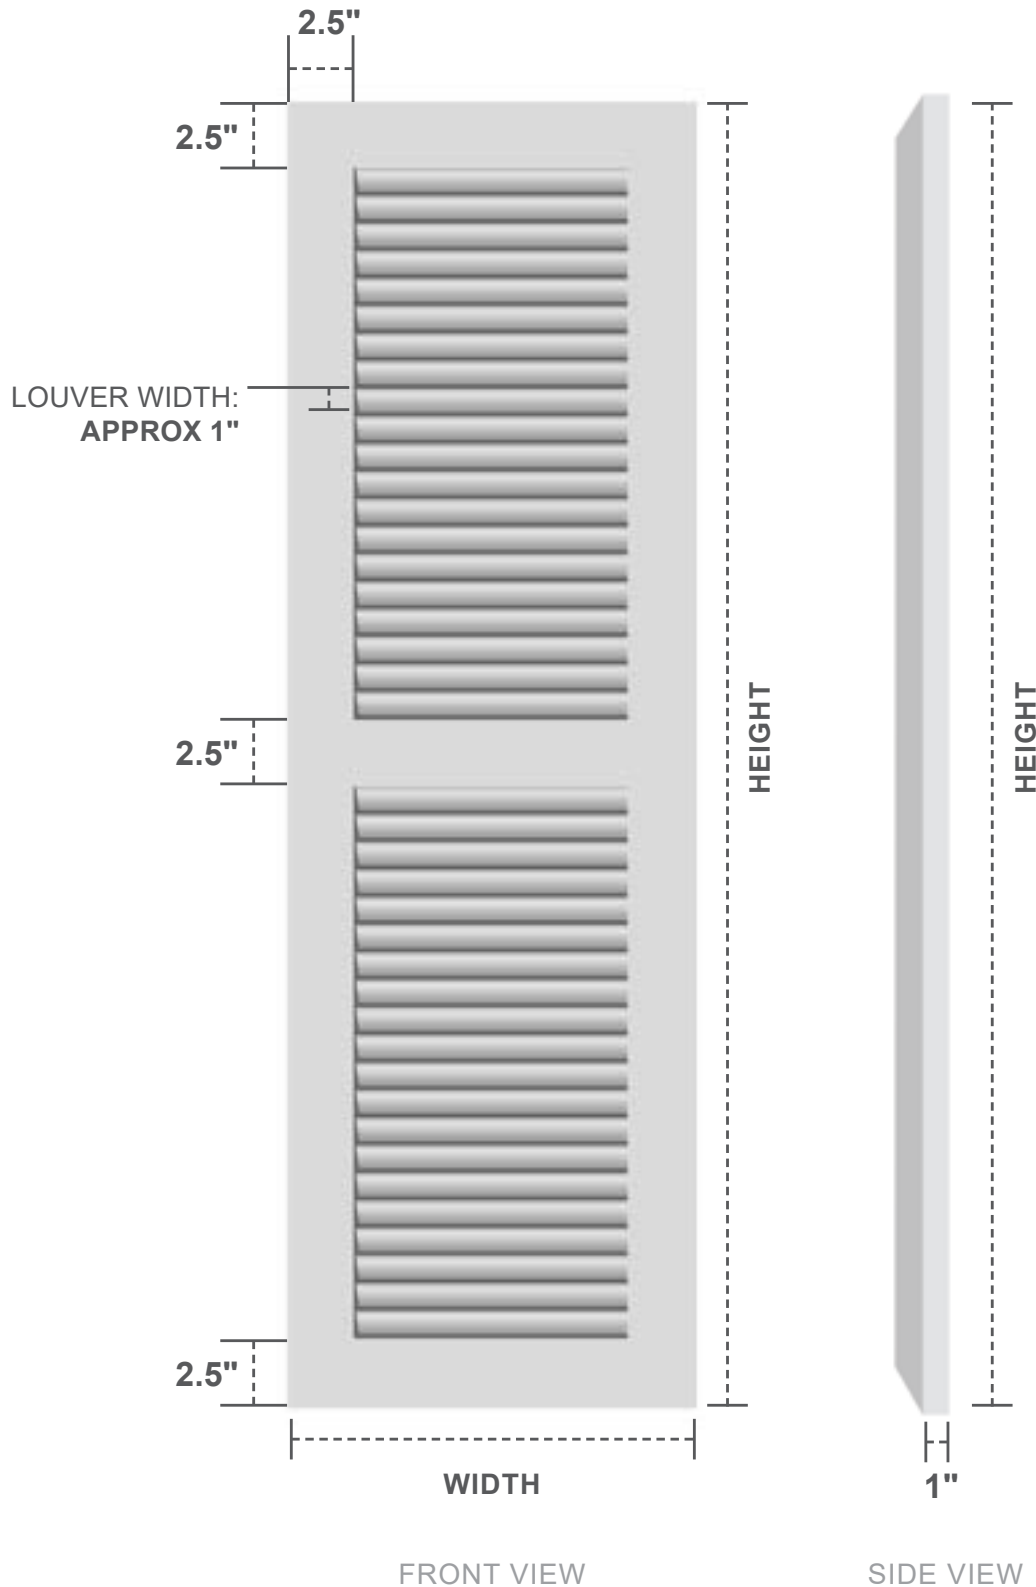 2.5"
2.5"
LOUVER WIDTH:
APPROX 1"
HEIGHT
HEIGHT
2.5"
2.5"
WIDTH
1"
FRONT VIEW
SIDE VIEW